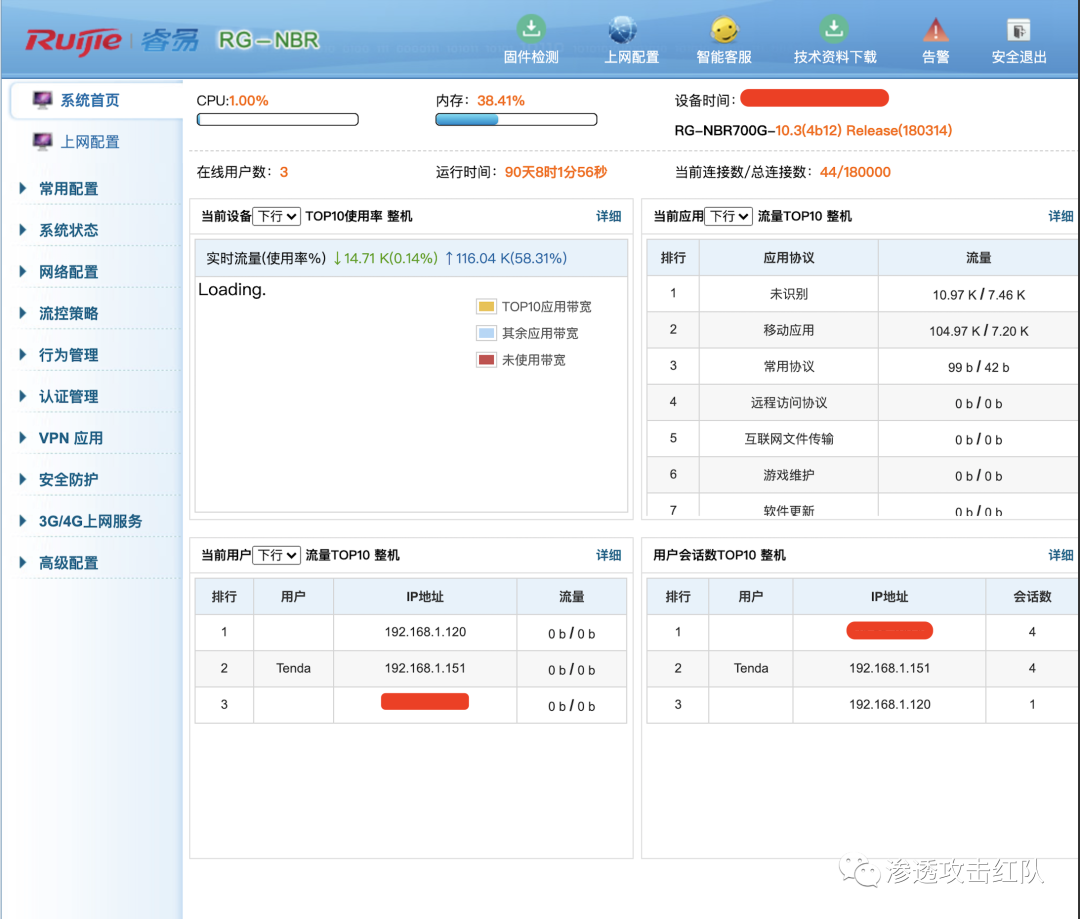 Ruijie | 睿易 RG-NBR
固件检测 上网配置 智能客服 技术资料下载 告警 安全退出
系统首页
上网配置
常用配置
系统状态
网络配置
流控策略
行为管理
认证管理
VPN 应用
安全防护
3G/4G上网服务
高级配置
CPU:1.00% 内存：38.41% 设备时间：
RG-NBR700G-10.3(4b12) Release(180314)
在线用户数：3 运行时间：90天8时1分56秒 当前连接数/总连接数：44/180000
当前设备 下行 TOP10使用率 整机 详细
实时流量(使用率%) ↓14.71 K(0.14%) ↑116.04 K(58.31%)
Loading.
TOP10应用带宽
其余应用带宽
未使用带宽
当前应用 下行 流量TOP10 整机 详细
排行 应用协议 流量
1 未识别 10.97 K / 7.46 K
2 移动应用 104.97 K / 7.20 K
3 常用协议 99 b / 42 b
4 远程访问协议 0 b / 0 b
5 互联网文件传输 0 b / 0 b
6 游戏维护 0 b / 0 b
7 软件更新 0 b / 0 b
当前用户 下行 流量TOP10 整机 详细
排行 用户 IP地址 流量
1 192.168.1.120 0 b / 0 b
2 Tenda 192.168.1.151 0 b / 0 b
3 0 b / 0 b
用户会话数TOP10 整机 详细
排行 用户 IP地址 会话数
1 4
2 Tenda 192.168.1.151 4
3 192.168.1.120 1
渗透攻击红队